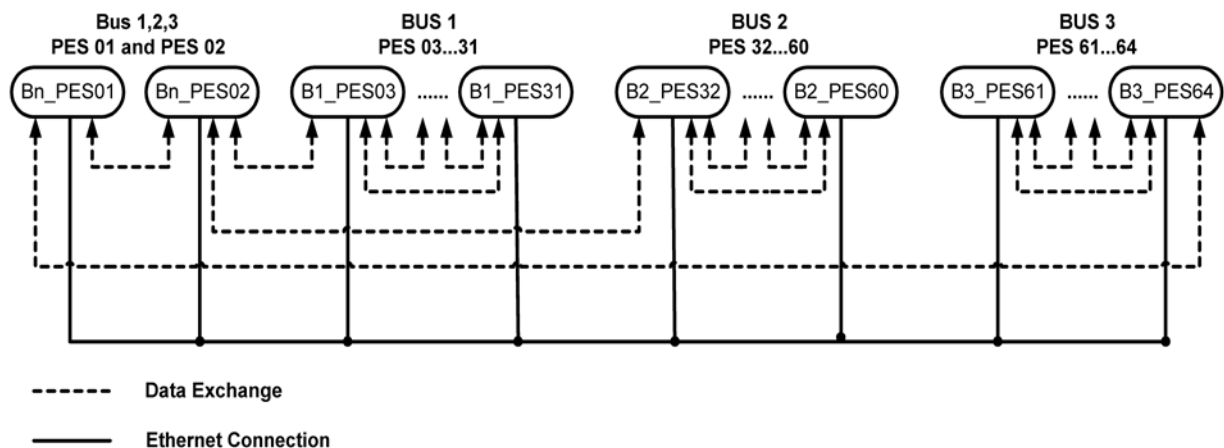 Bus 1,2,3
PES 01 and PES 02
BUS 1
PES 03...31
BUS 2
PES 32...60
BUS 3
PES 61...64
Bn_PES01
Bn_PES02
B1_PES03
......
B1_PES31
B2_PES32
......
B2_PES60
B3_PES61
......
B3_PES64
Data Exchange
Ethernet Connection